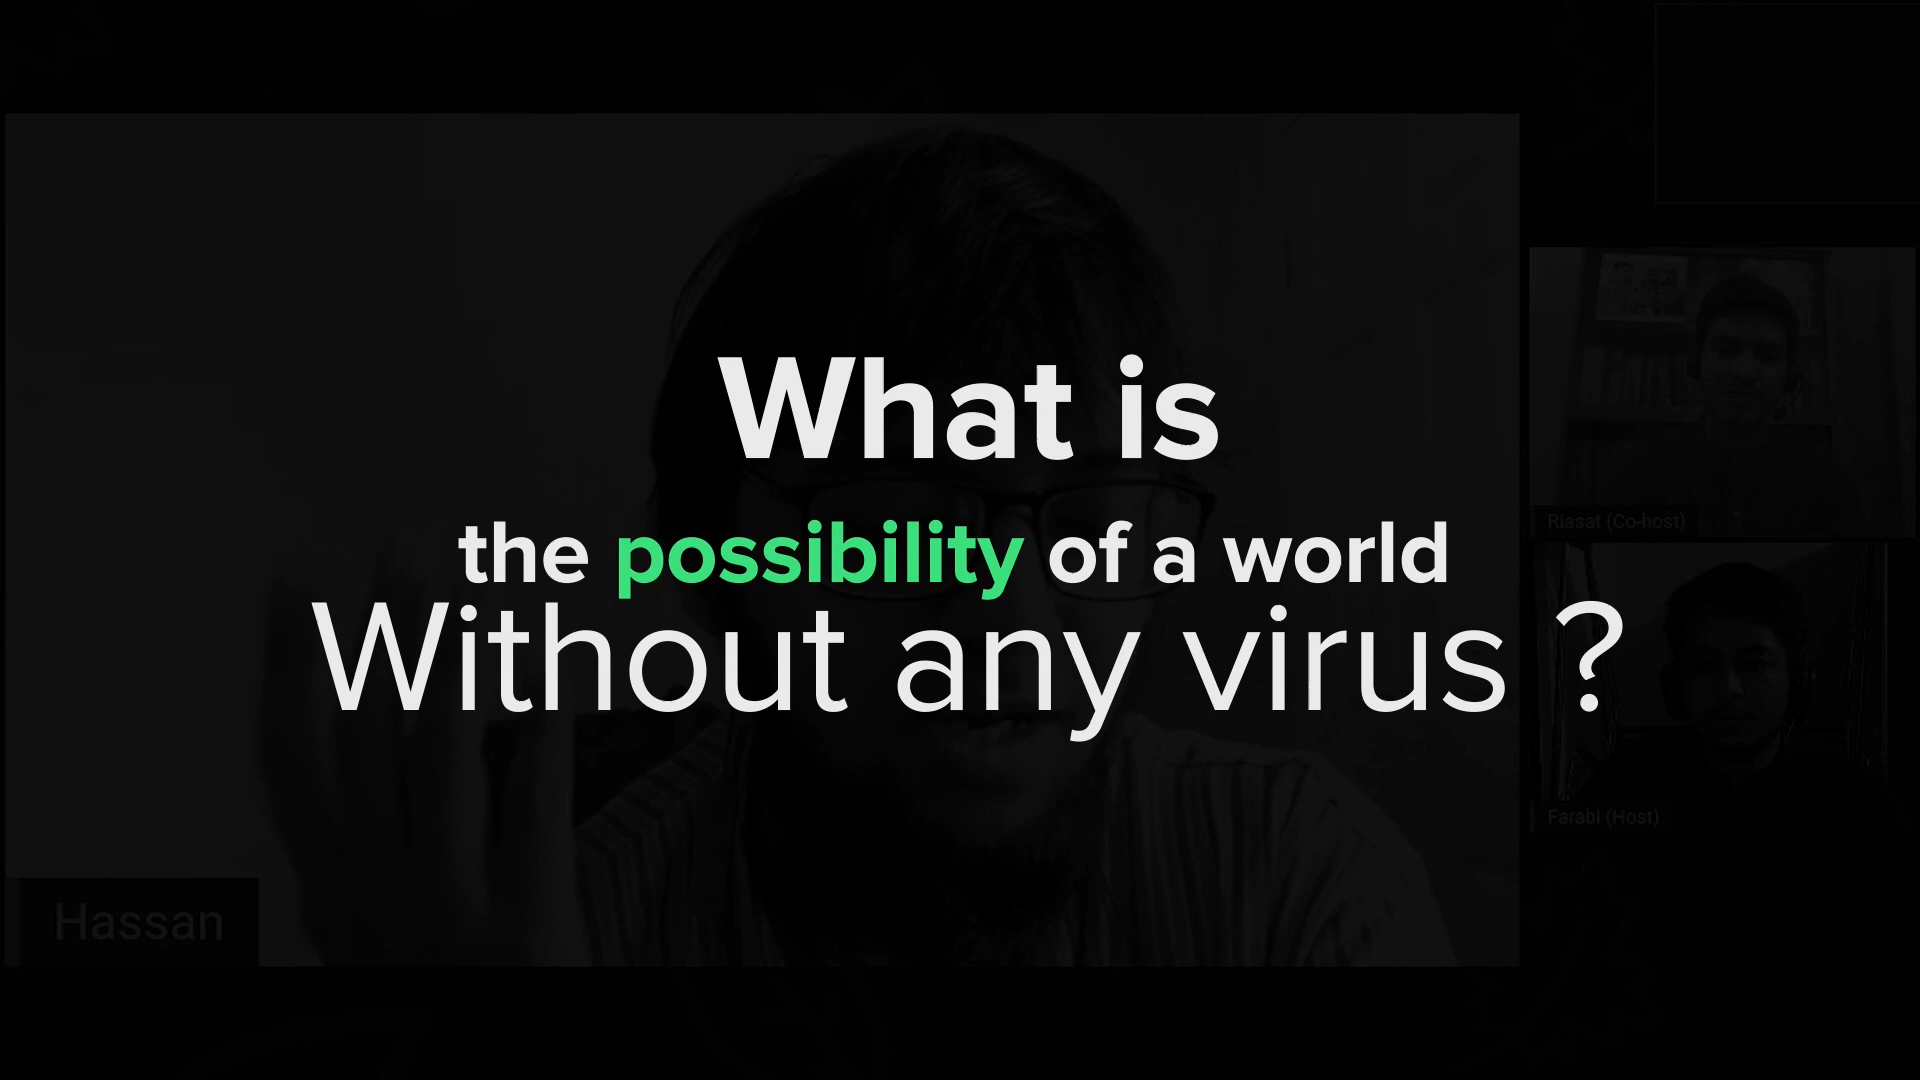 What is
the possibility of a world
Without any virus ?
Riasat (Co-host)
Farabi (Host)
Hassan